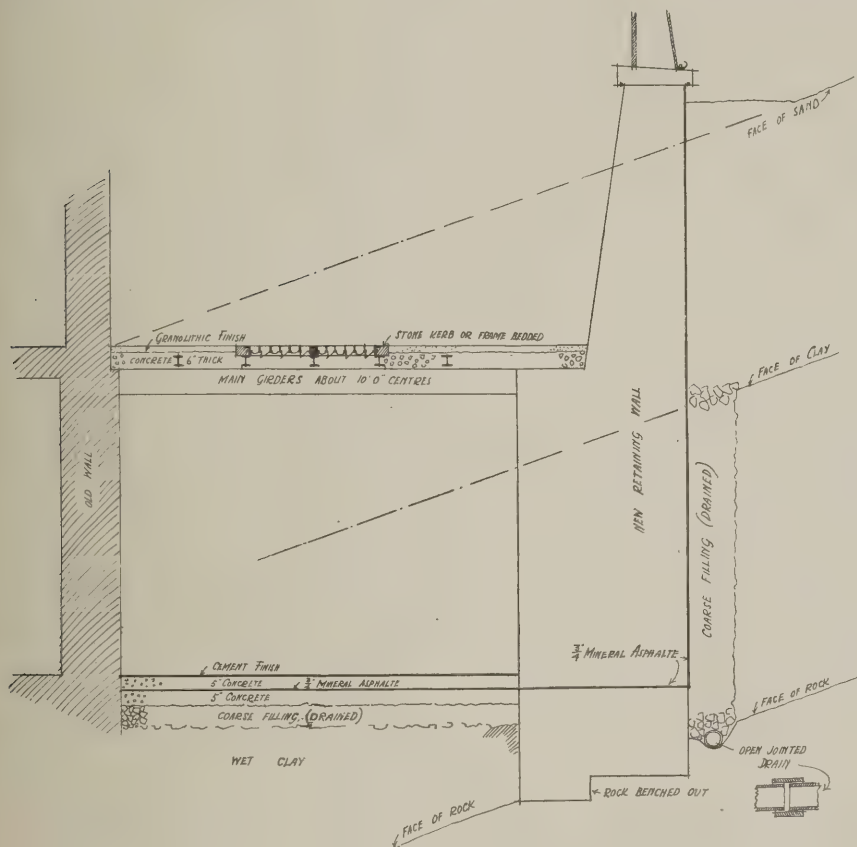 FACE OF SAND
GRANOLITHIC FINISH
STONE KERB OR FRAME BEDDED
CONCRETE 6" THICK
MAIN GIRDERS ABOUT 10'0" CENTRES
FACE OF CLAY
OLD WALL
NEW RETAINING WALL
COARSE FILLING (DRAINED)
3/4" MINERAL ASPHALTE
CEMENT FINISH
5" CONCRETE
3/4" MINERAL ASPHALTE
5" CONCRETE
COARSE FILLING (DRAINED)
FACE OF ROCK
WET CLAY
OPEN JOINTED
DRAIN
ROCK BENCHED OUT
FACE OF ROCK